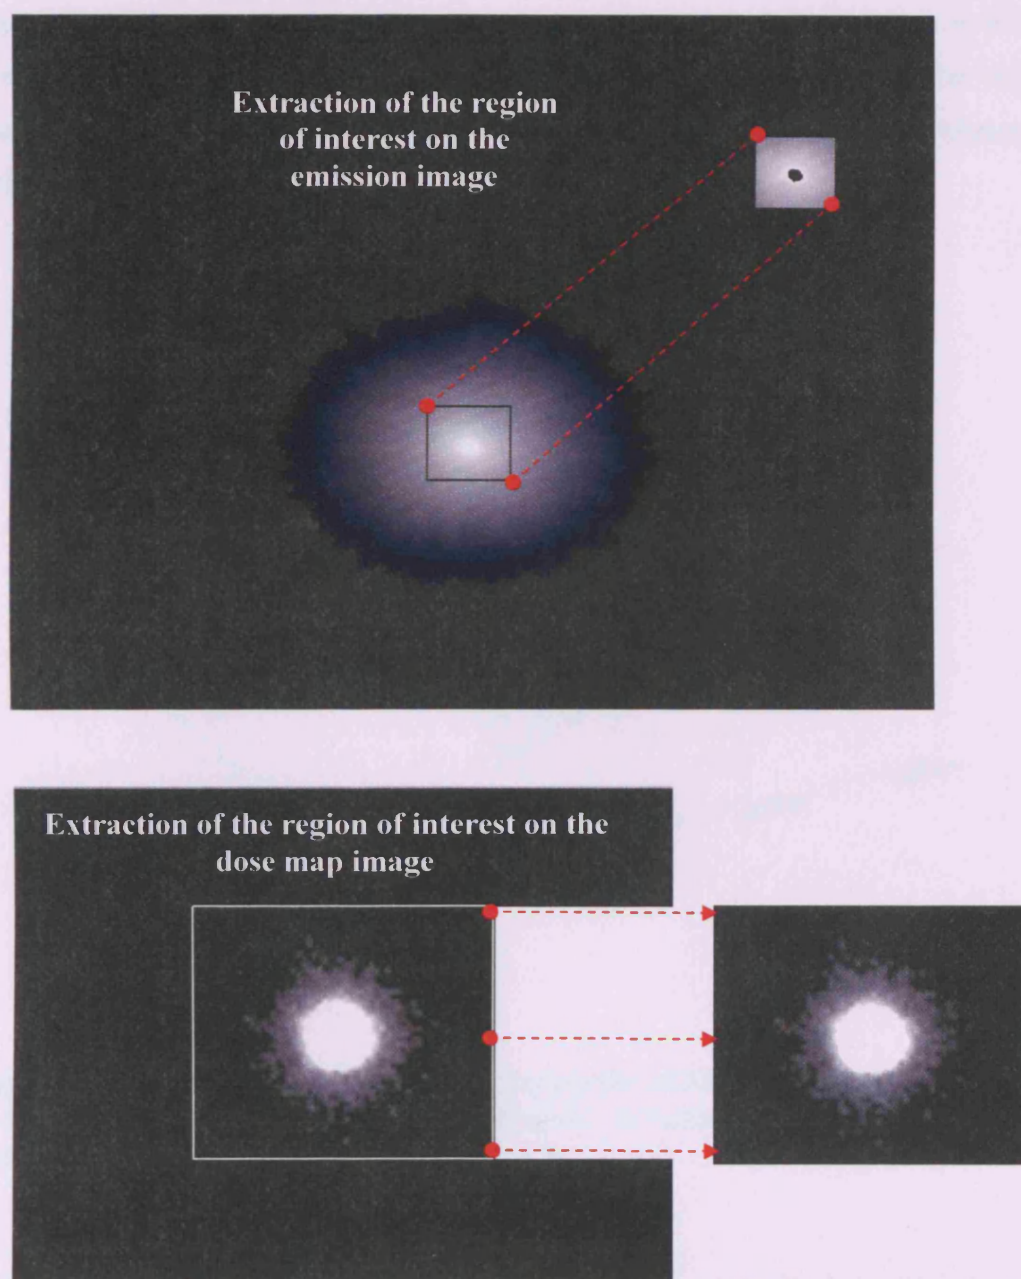 Extraction of the region
of interest on the
emission image
Extraction of the region of interest on the
dose map image